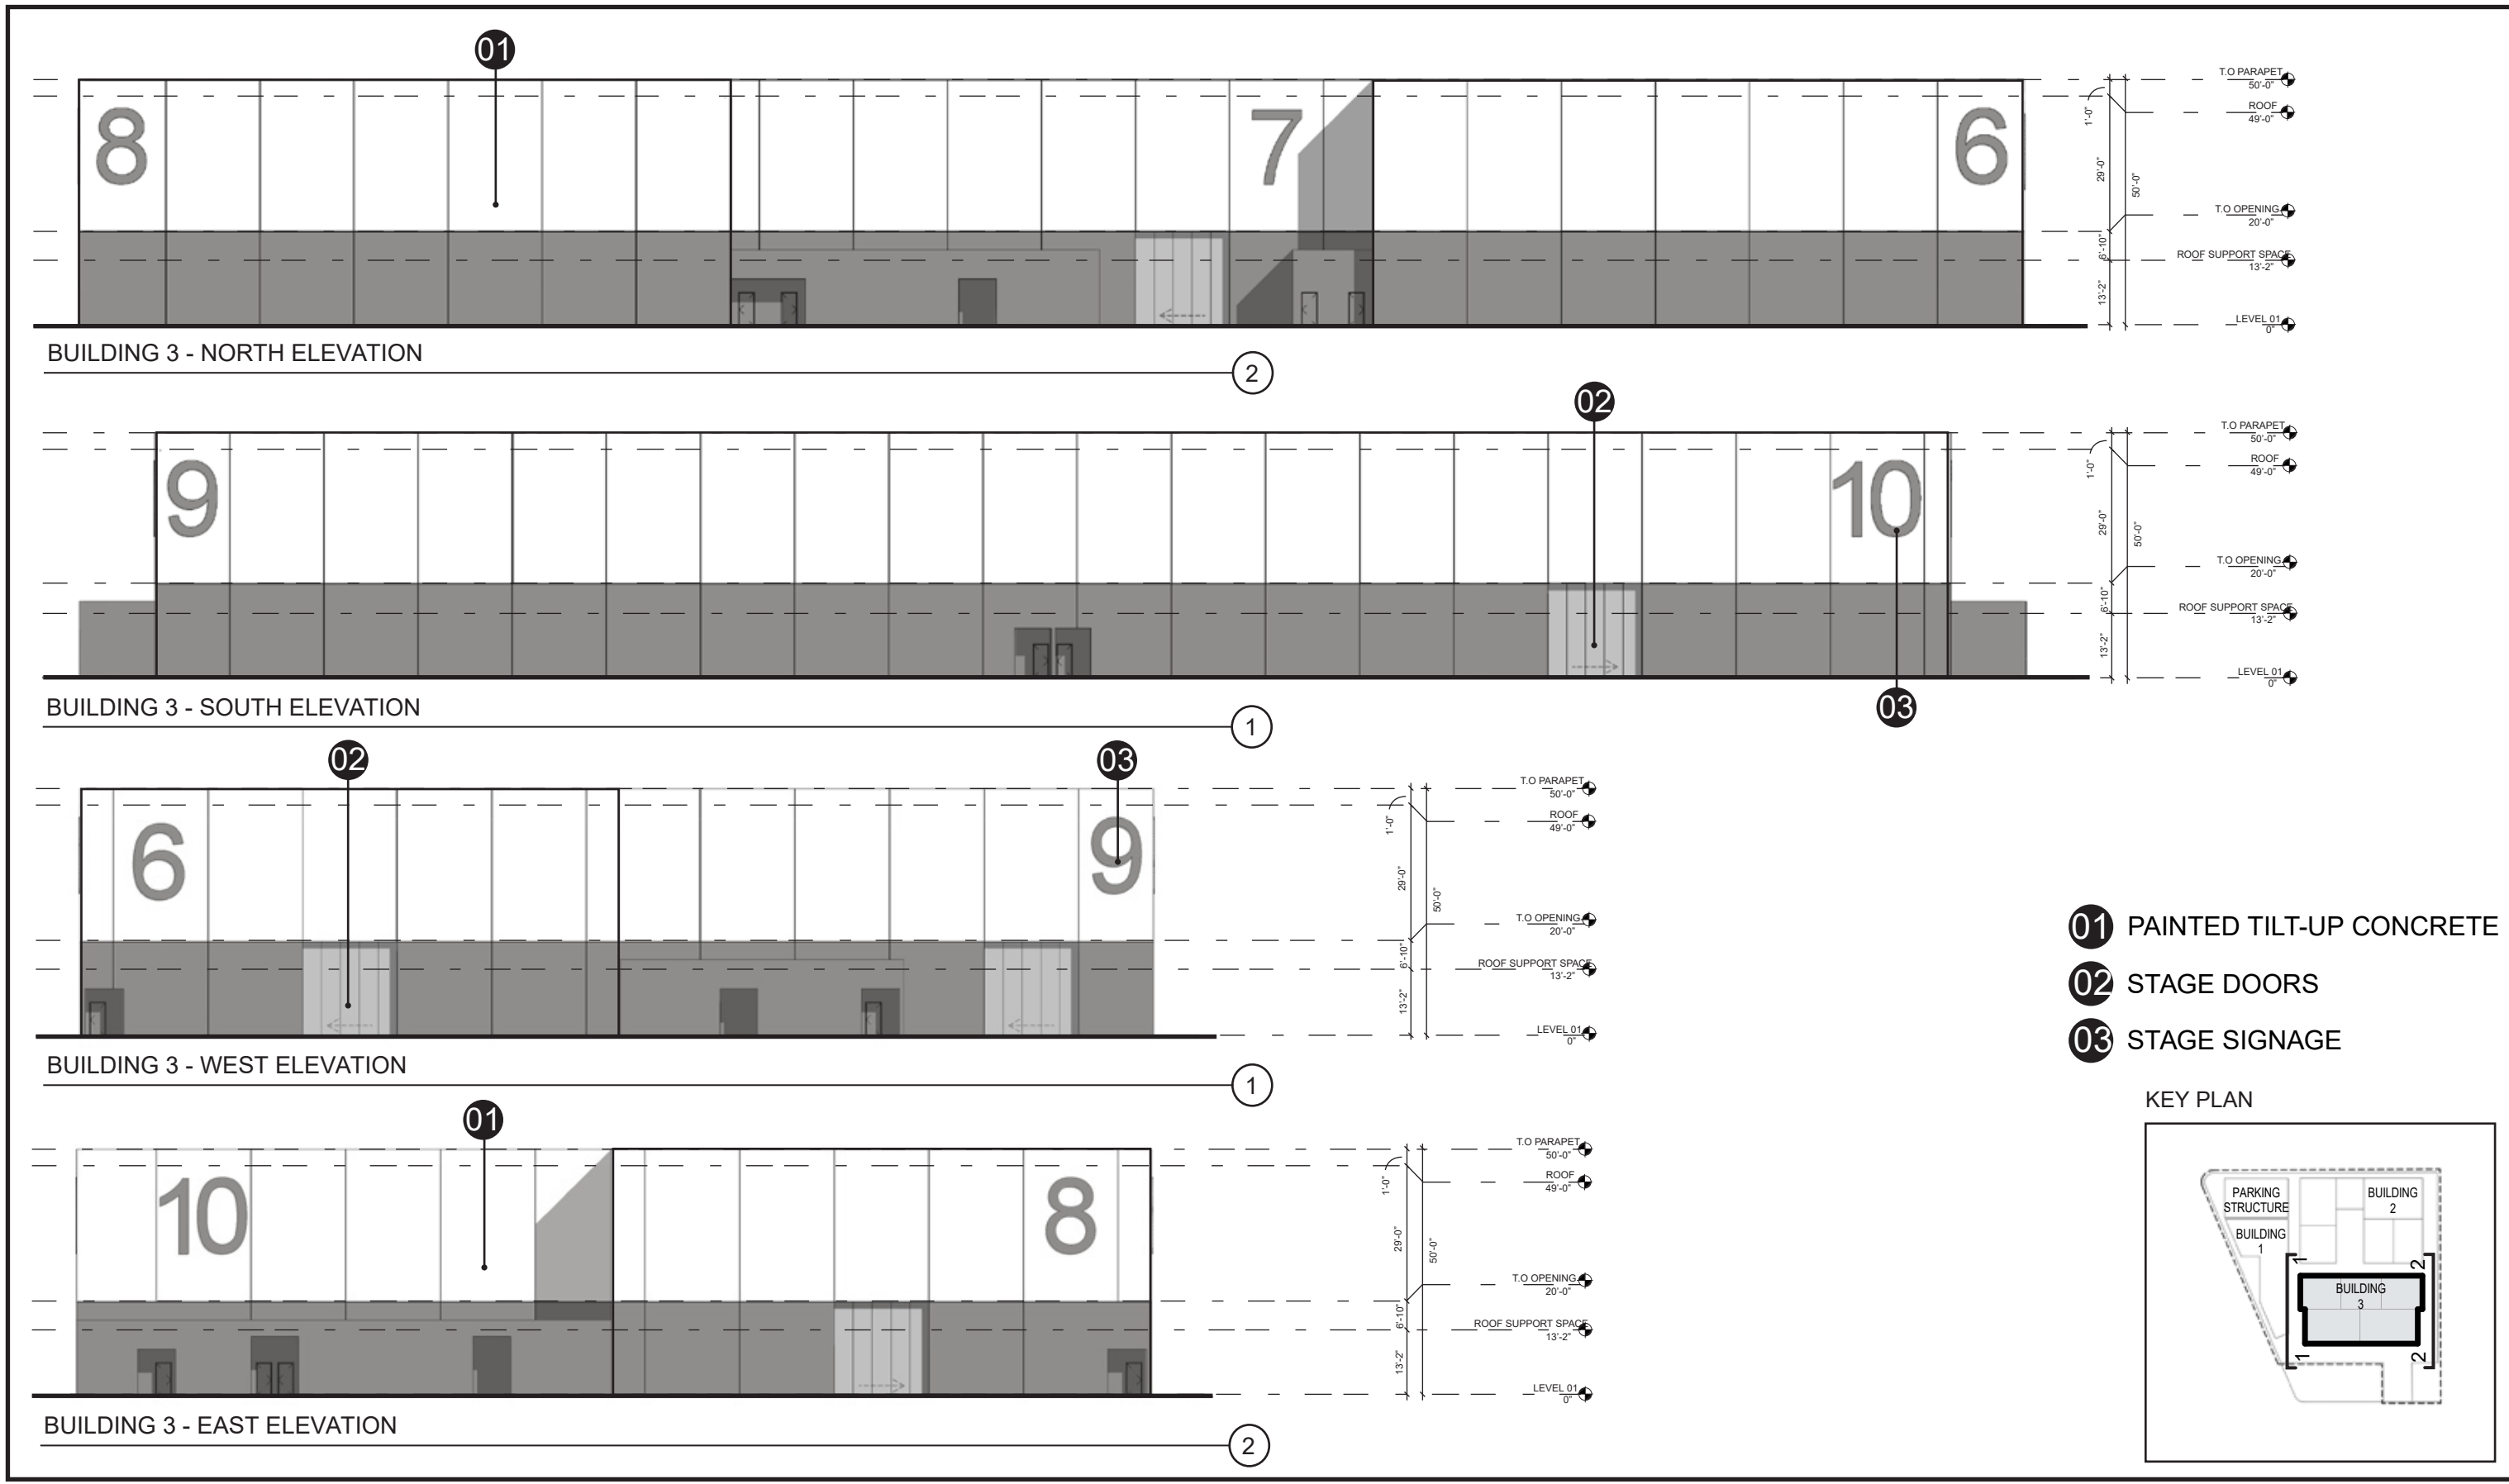 01
8
7
6
T.O PARAPET
50'-0"
ROOF
49'-0"
T.O OPENING
20'-0"
ROOF SUPPORT SPACE
13'-2"
LEVEL 01
0"
1'-0"
29'-0"
6'-10"
13'-2"
50'-0"
BUILDING 3 - NORTH ELEVATION
2
02
9
10
T.O PARAPET
50'-0"
ROOF
49'-0"
T.O OPENING
20'-0"
ROOF SUPPORT SPACE
13'-2"
LEVEL 01
0"
1'-0"
29'-0"
6'-10"
13'-2"
50'-0"
03
BUILDING 3 - SOUTH ELEVATION
1
02
03
6
9
T.O PARAPET
50'-0"
ROOF
49'-0"
T.O OPENING
20'-0"
ROOF SUPPORT SPACE
13'-2"
LEVEL 01
0"
1'-0"
29'-0"
6'-10"
13'-2"
50'-0"
BUILDING 3 - WEST ELEVATION
1
01
10
8
T.O PARAPET
50'-0"
ROOF
49'-0"
T.O OPENING
20'-0"
ROOF SUPPORT SPACE
13'-2"
LEVEL 01
0"
1'-0"
29'-0"
6'-10"
13'-2"
50'-0"
BUILDING 3 - EAST ELEVATION
2
01 PAINTED TILT-UP CONCRETE
02 STAGE DOORS
03 STAGE SIGNAGE
KEY PLAN
PARKING
STRUCTURE
BUILDING
2
BUILDING
1
1
2
BUILDING
3
1
2